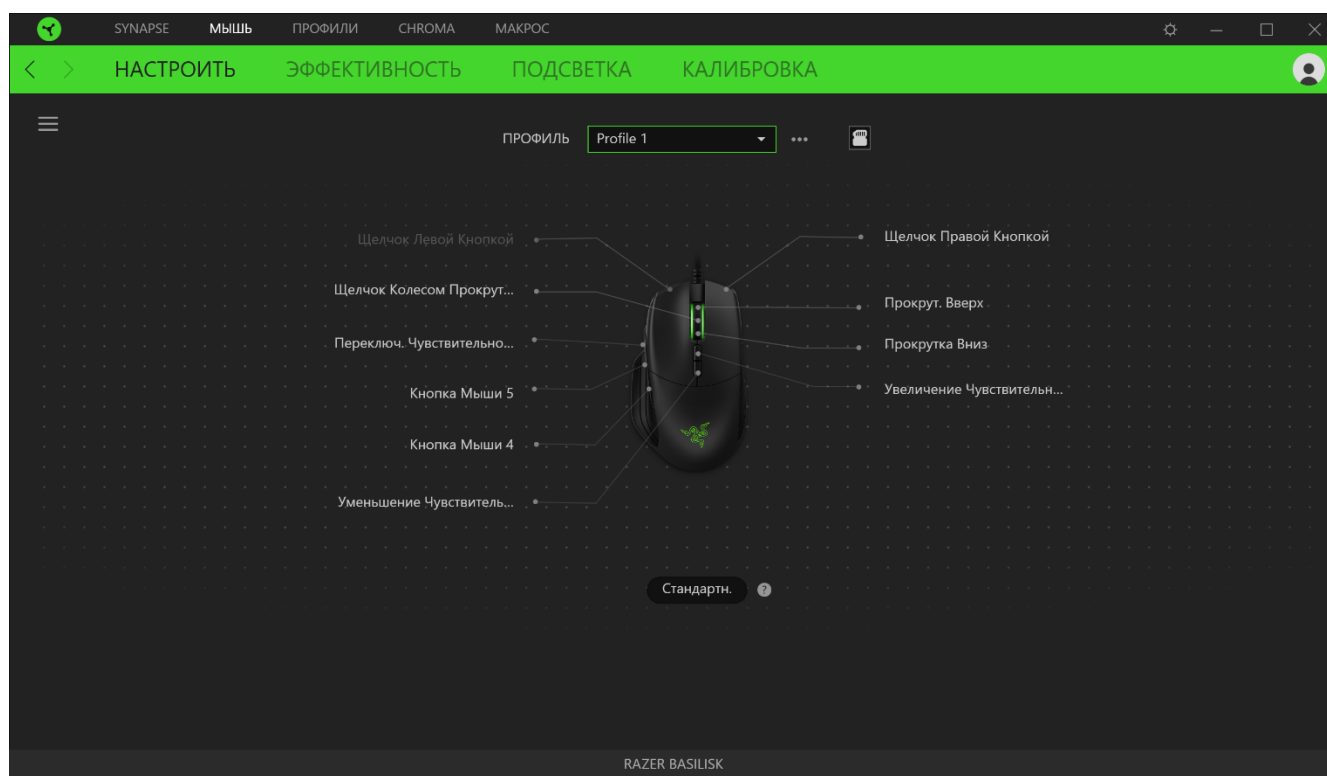 SYNAPSE МЫШЬ ПРОФИЛИ CHROMA МАКРОС
НАСТРОИТЬ ЭФФЕКТИВНОСТЬ ПОДСВЕТКА КАЛИБРОВКА
ПРОФИЛЬ Profile 1
Щелчок Левой Кнопкой
Щелчок Колесом Прокрут...
Переключ. Чувствительно...
Кнопка Мыши 5
Кнопка Мыши 4
Уменьшение Чувствитель...
Щелчок Правой Кнопкой
Прокрут. Вверх
Прокрутка Вниз
Увеличение Чувствительн...
Стандартн. ?
RAZER BASILISK